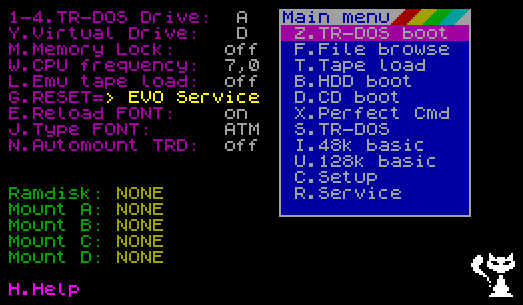 1-4.TR-DOS Drive: A
Y.Virtual Drive: D
M.Memory Lock: off
W.CPU frequency: 7,0
L.Emu tape load: off
G.RESET=> EVO Service
E.Reload FONT: on
J.Type FONT: ATM
N.Automount TRD: off
Ramdisk: NONE
Mount A: NONE
Mount B: NONE
Mount C: NONE
Mount D: NONE
H.Help
Main menu
Z.TR-DOS boot
F.File browse
T.Tape load
B.HDD boot
D.CD boot
X.Perfect Cmd
S.TR-DOS
I.48k basic
U.128k basic
C.Setup
R.Service